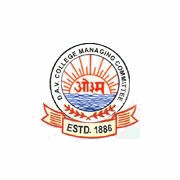 D.A.V. COLLEGE MANAGING COMMITTEE
ओ३म्
ESTD. 1886